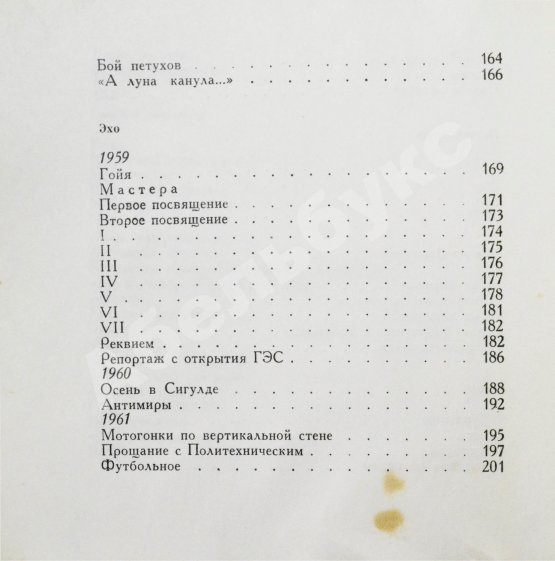 Бой петухов . . . . . . . . . . . . . . 164
«А луна канула...» . . . . . . . . . . . 166
Эхо
1959
Гойя . . . . . . . . . . . . . . . . . 169
Мастера
Первое посвящение . . . . . . . . . . . 171
Второе посвящение . . . . . . . . . . . 173
I . . . . . . . . . . . . . . . . . . 174
II . . . . . . . . . . . . . . . . . . 175
III . . . . . . . . . . . . . . . . . 176
IV . . . . . . . . . . . . . . . . . . 177
V . . . . . . . . . . . . . . . . . . 178
VI . . . . . . . . . . . . . . . . . . 181
VII . . . . . . . . . . . . . . . . . 182
Реквием . . . . . . . . . . . . . . . . 182
Репортаж с открытия ГЭС . . . . . . . . 186
1960
Осень в Сигулде . . . . . . . . . . . . 188
Антимиры . . . . . . . . . . . . . . . 192
1961
Мотогонки по вертикальной стене . . . . . 195
Прощание с Политехническим . . . . . . . 197
Футбольное . . . . . . . . . . . . . . 201